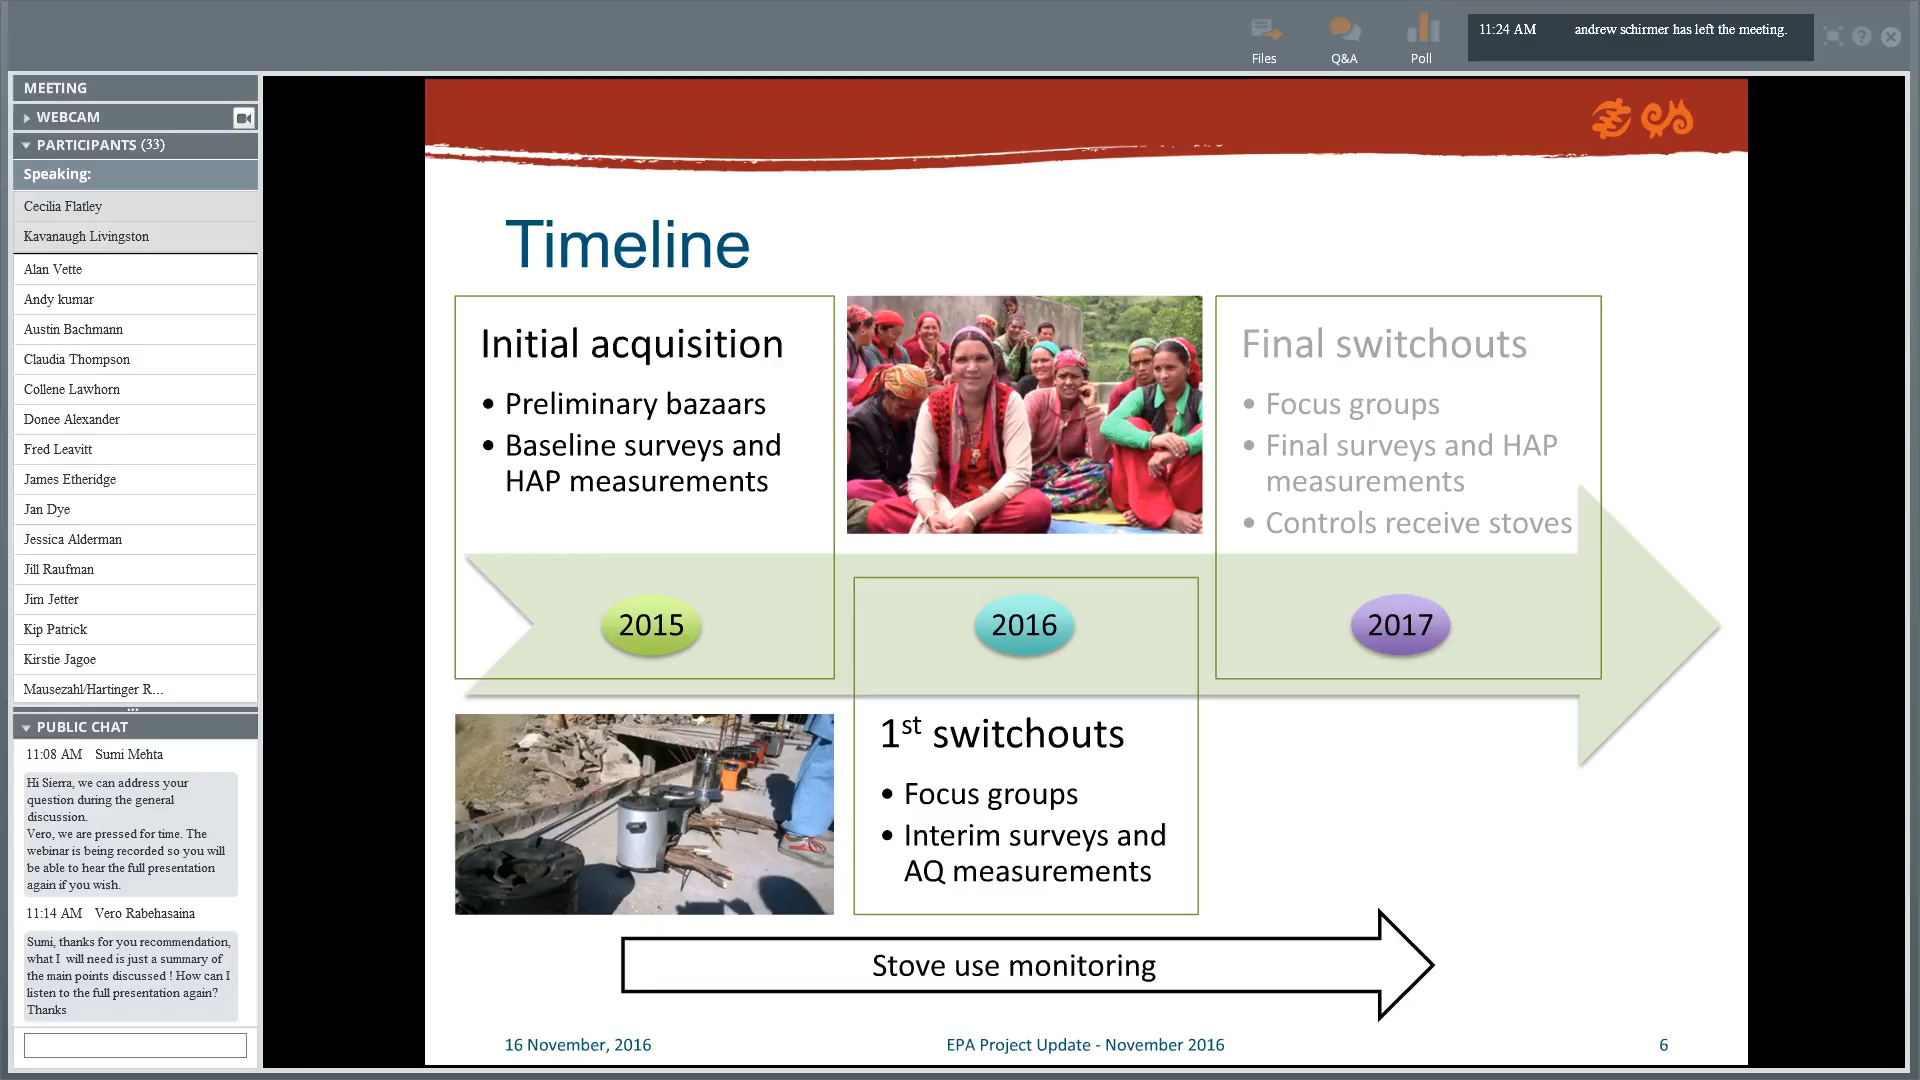 Files
Q&A
Poll
11:24 AM andrew schirmer has left the meeting.
MEETING
WEBCAM
PARTICIPANTS (33)
Speaking:
Cecilia Flatley
Kavanaugh Livingston
Alan Vette
Andy kumar
Austin Bachmann
Claudia Thompson
Collene Lawhorn
Donee Alexander
Fred Leavitt
James Etheridge
Jan Dye
Jessica Alderman
Jill Raufman
Jim Jetter
Kip Patrick
Kirstie Jagoe
Mausezahl/Hartinger R...
PUBLIC CHAT
11:08 AM Sumi Mehta
Hi Sierra, we can address your
question during the general
discussion.
Vero, we are pressed for time. The
webinar is being recorded so you will
be able to hear the full presentation
again if you wish.
11:14 AM Vero Rabehasaina
Sumi, thanks for you recommendation,
what I will need is just a summary of
the main points discussed ! How can I
listen to the full presentation again?
Thanks
Timeline
Initial acquisition
• Preliminary bazaars
• Baseline surveys and
HAP measurements
2015
2016
1st switchouts
• Focus groups
• Interim surveys and
AQ measurements
Final switchouts
• Focus groups
• Final surveys and HAP
measurements
• Controls receive stoves
2017
Stove use monitoring
16 November, 2016
EPA Project Update - November 2016
6